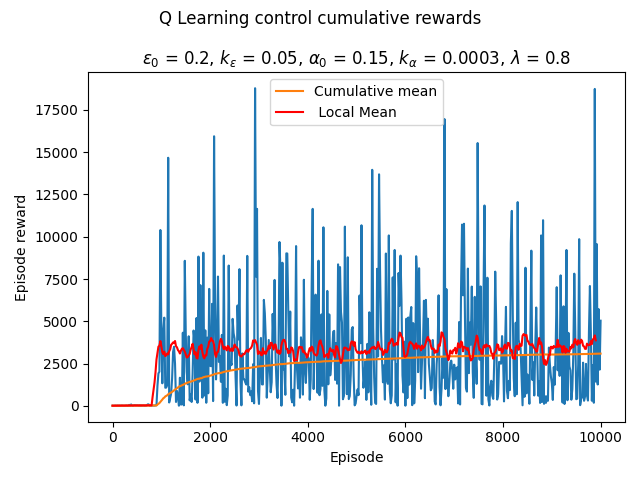 Q Learning control cumulative rewards
ε₀ = 0.2, kε = 0.05, α₀ = 0.15, kα = 0.0003, λ = 0.8
Cumulative mean
Local Mean
17500
15000
12500
10000
7500
5000
2500
0
Episode reward
0 2000 4000 6000 8000 10000
Episode